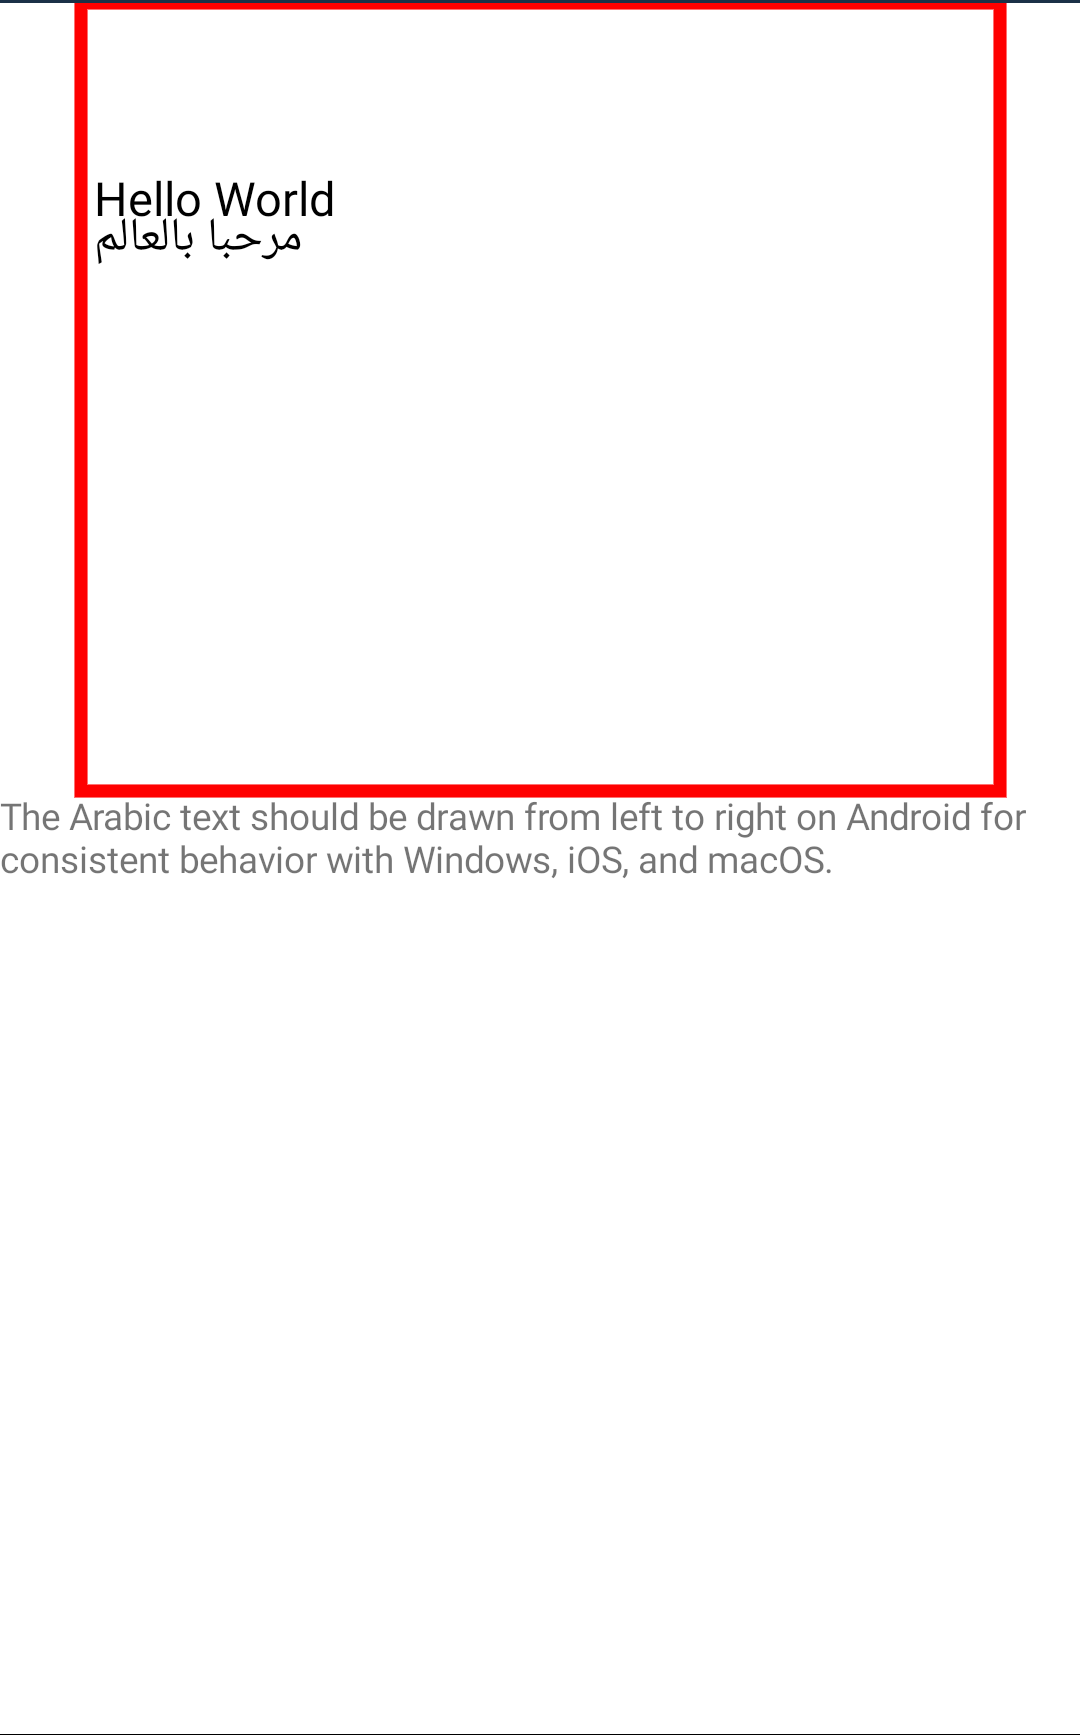 Hello World
مرحبا بالعالم
The Arabic text should be drawn from left to right on Android for
consistent behavior with Windows, iOS, and macOS.